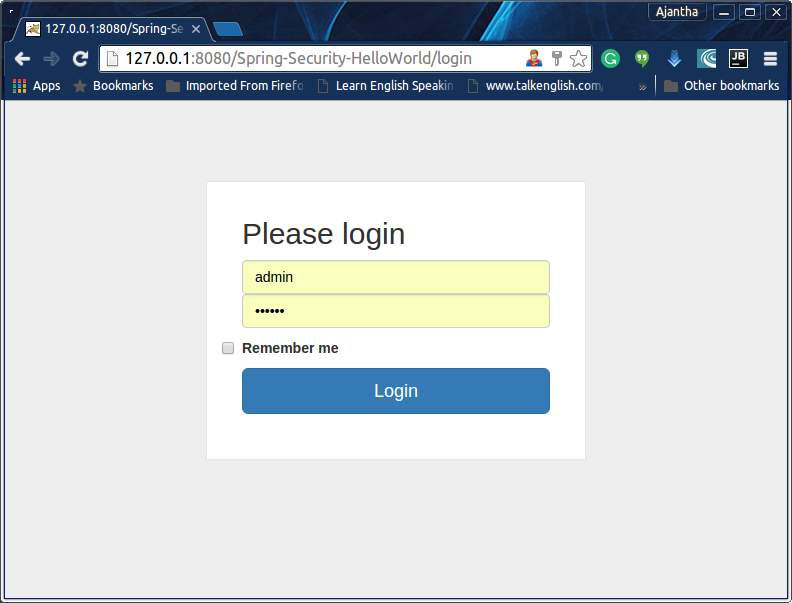 Ajantha
127.0.0.1:8080/Spring-Se
127.0.0.1:8080/Spring-Security-HelloWorld/login
G
JB
Apps Bookmarks Imported From Firefo Learn English Speakin www.talkenglish.com/ » Other bookmarks
Please login
admin
••••••
Remember me
Login